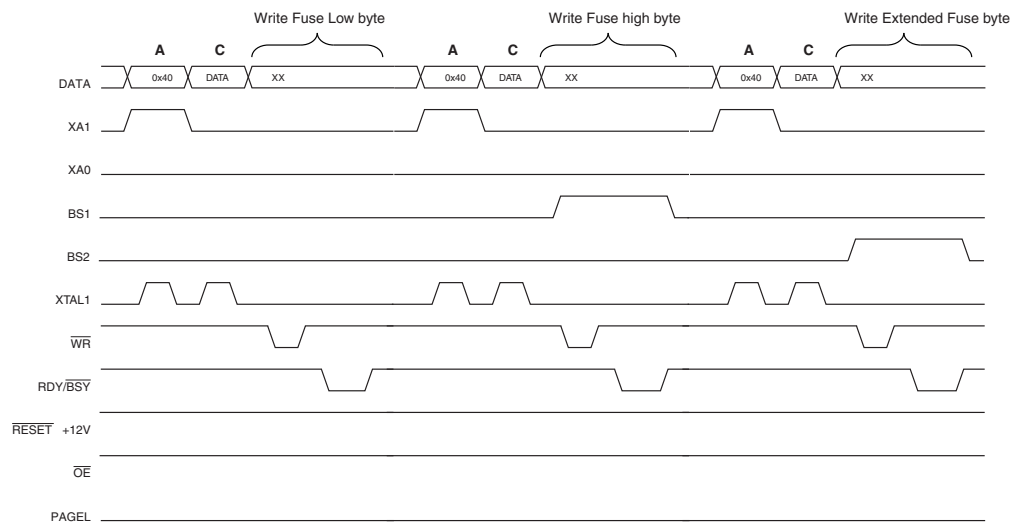 Write Fuse Low byte Write Fuse high byte Write Extended Fuse byte
A C A C A C
DATA 0x40 DATA XX 0x40 DATA XX 0x40 DATA XX
XA1
XA0
BS1
BS2
XTAL1
WR
RDY/BSY
RESET +12V
OE
PAGEL